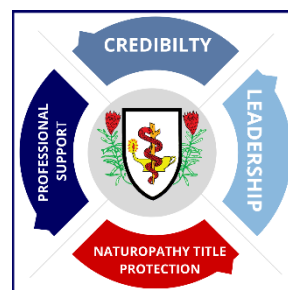 CREDIBILTY
LEADERSHIP
NATUROPATHY TITLE
PROTECTION
PROFESSIONAL
SUPPORT